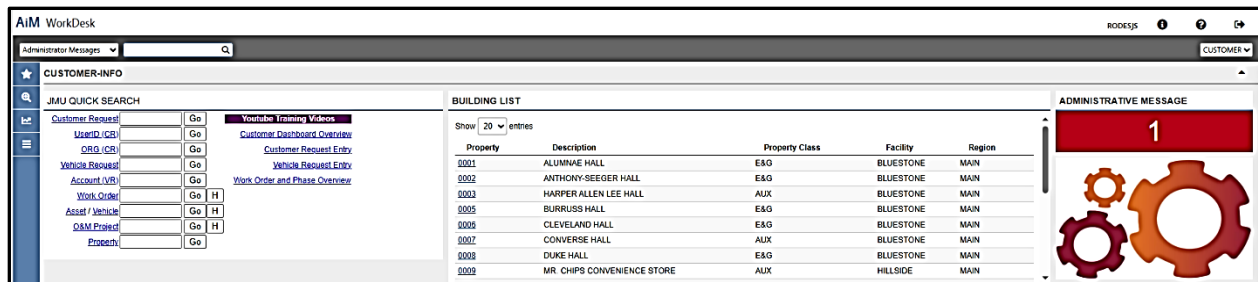 AiM WorkDesk
RODESJS
Administrator Messages
CUSTOMER
CUSTOMER-INFO
JMU QUICK SEARCH
Customer Request Go
UserID (CR) Go
ORG (CR) Go
Vehicle Request Go
Account (VR) Go
Work Order Go H
Asset / Vehicle Go H
O&M Project Go H
Property Go
Youtube Training Videos
Customer Dashboard Overview
Customer Request Entry
Vehicle Request Entry
Work Order and Phase Overview
BUILDING LIST
Show 20 entries
Property Description Property Class Facility Region
0001 ALUMNAE HALL E&G BLUESTONE MAIN
0002 ANTHONY-SEEGER HALL E&G BLUESTONE MAIN
0003 HARPER ALLEN LEE HALL AUX BLUESTONE MAIN
0005 BURRUSS HALL E&G BLUESTONE MAIN
0006 CLEVELAND HALL E&G BLUESTONE MAIN
0007 CONVERSE HALL AUX BLUESTONE MAIN
0008 DUKE HALL E&G BLUESTONE MAIN
0009 MR. CHIPS CONVENIENCE STORE AUX HILLSIDE MAIN
ADMINISTRATIVE MESSAGE
1